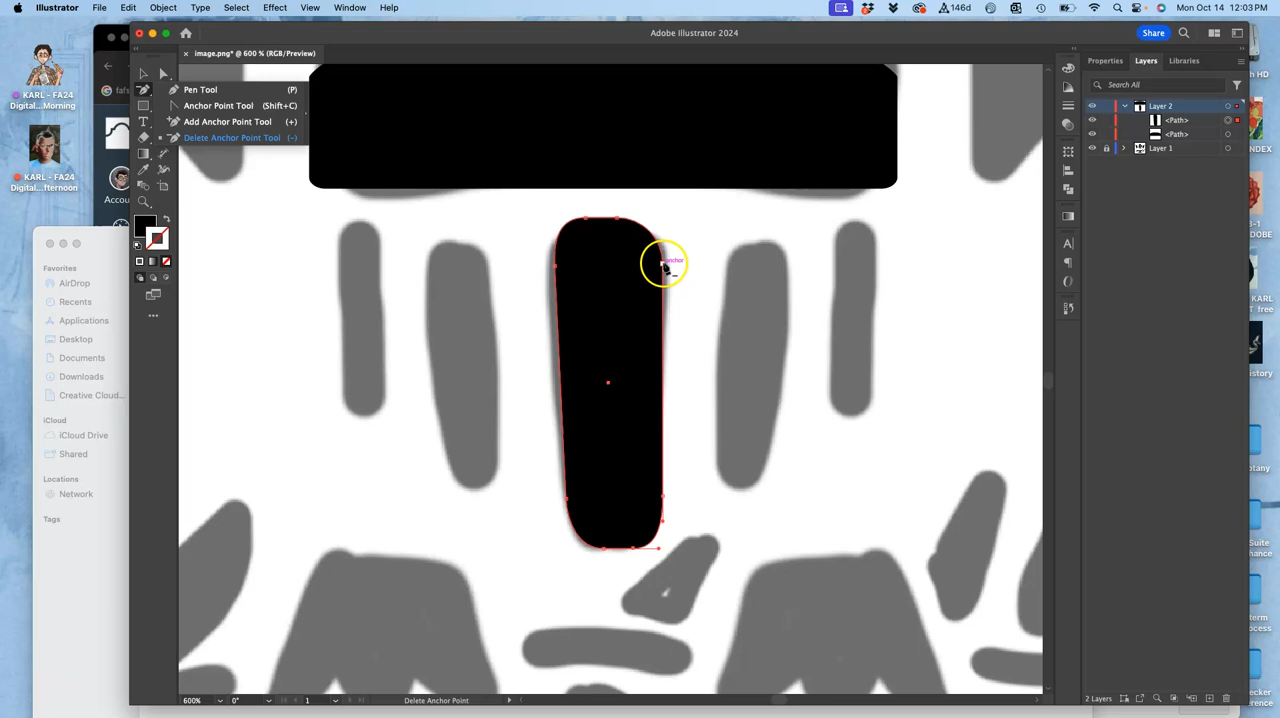 Illustrator File Edit Object Type Select Effect View Window Help
146d
Mon Oct 14 12:03 PM
Adobe Illustrator 2024
Share
image.png* @ 600 % (RGB/Preview)
Properties Layers Libraries
Search All
Layer 2
<Path>
<Path>
Layer 1
Pen Tool (P)
Anchor Point Tool (Shift+C)
Add Anchor Point Tool (+)
Delete Anchor Point Tool (-)
anchor
KARL - FA24
Digital...Morning
KARL - FA24
Digital...fternoon
Account
Favorites
AirDrop
Recents
Applications
Desktop
Documents
Downloads
Creative Cloud...
iCloud
iCloud Drive
Shared
Locations
Network
Tags
600% 0° 1 Delete Anchor Point
2 Layers